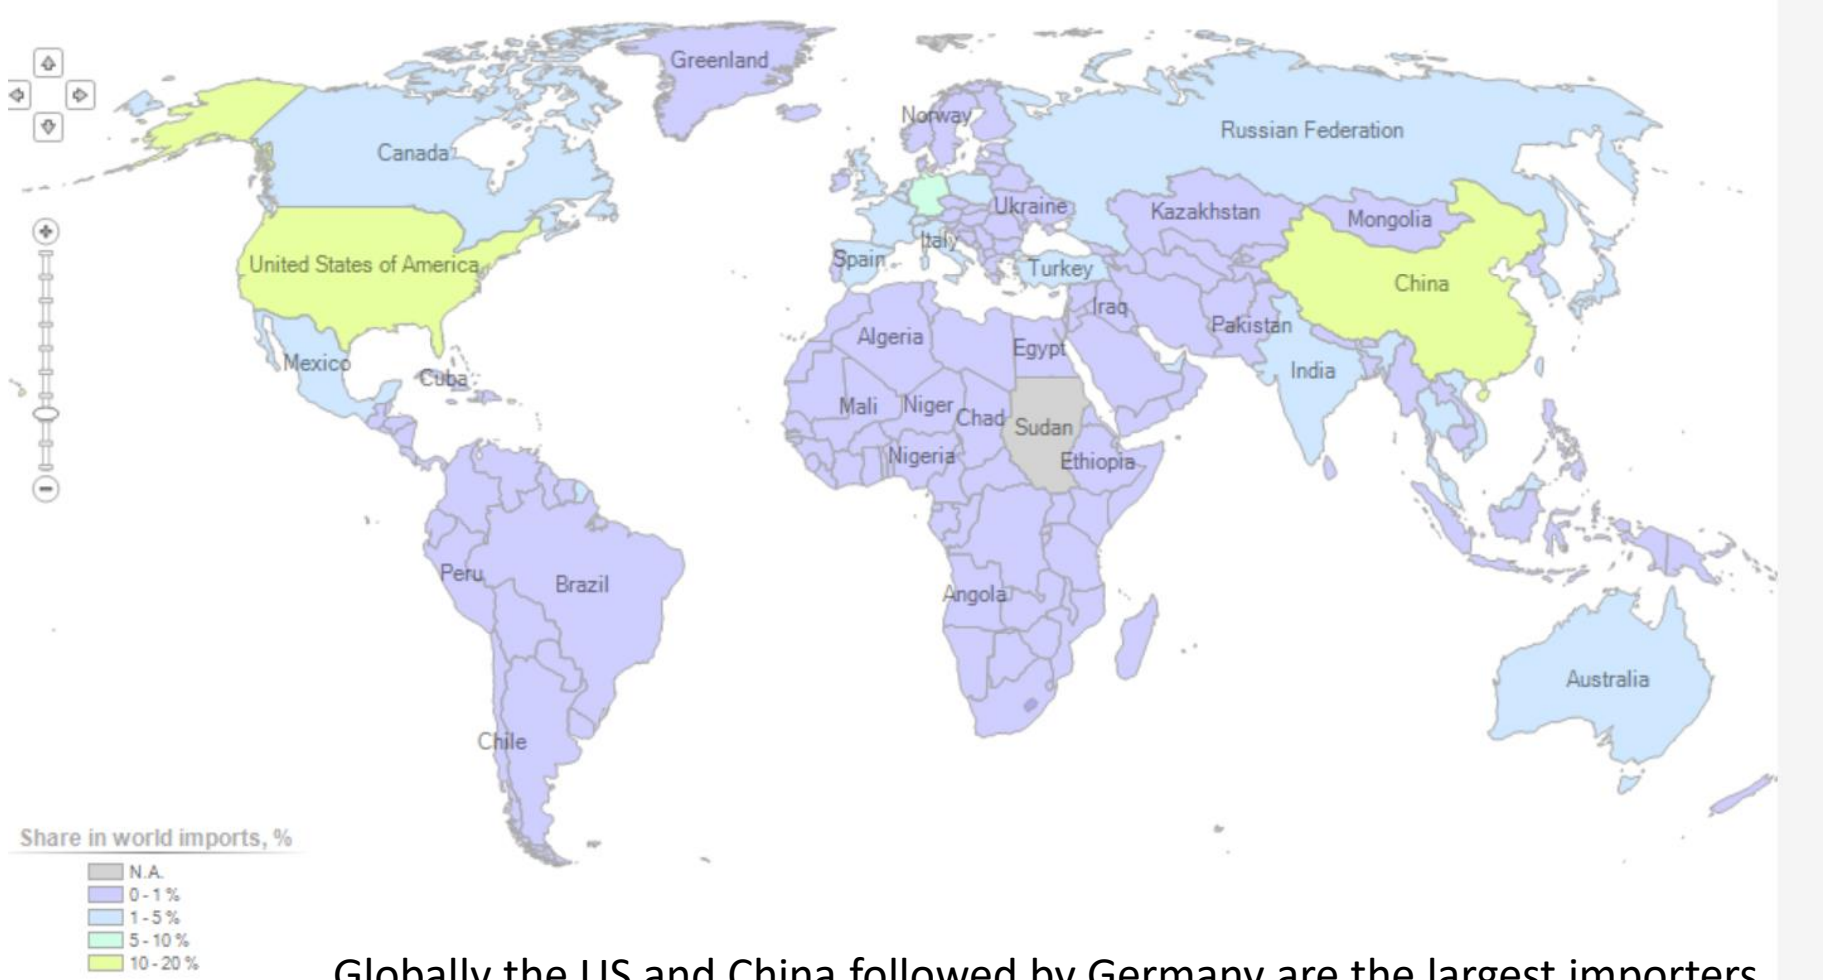 Greenland
Norway
Russian Federation
Canada
Ukraine
Kazakhstan
Mongolia
Italy
Spain
Turkey
United States of America
China
Iraq
Pakistan
Algeria
Egypt
Mexico
India
Cuba
Mali
Niger
Chad
Sudan
Nigeria
Ethiopia
Peru
Brazil
Angola
Australia
Chile
Share in world imports, %
N.A.
0 - 1 %
1 - 5 %
5 - 10 %
10 - 20 %
Globally the US and China followed by Germany are the largest importers